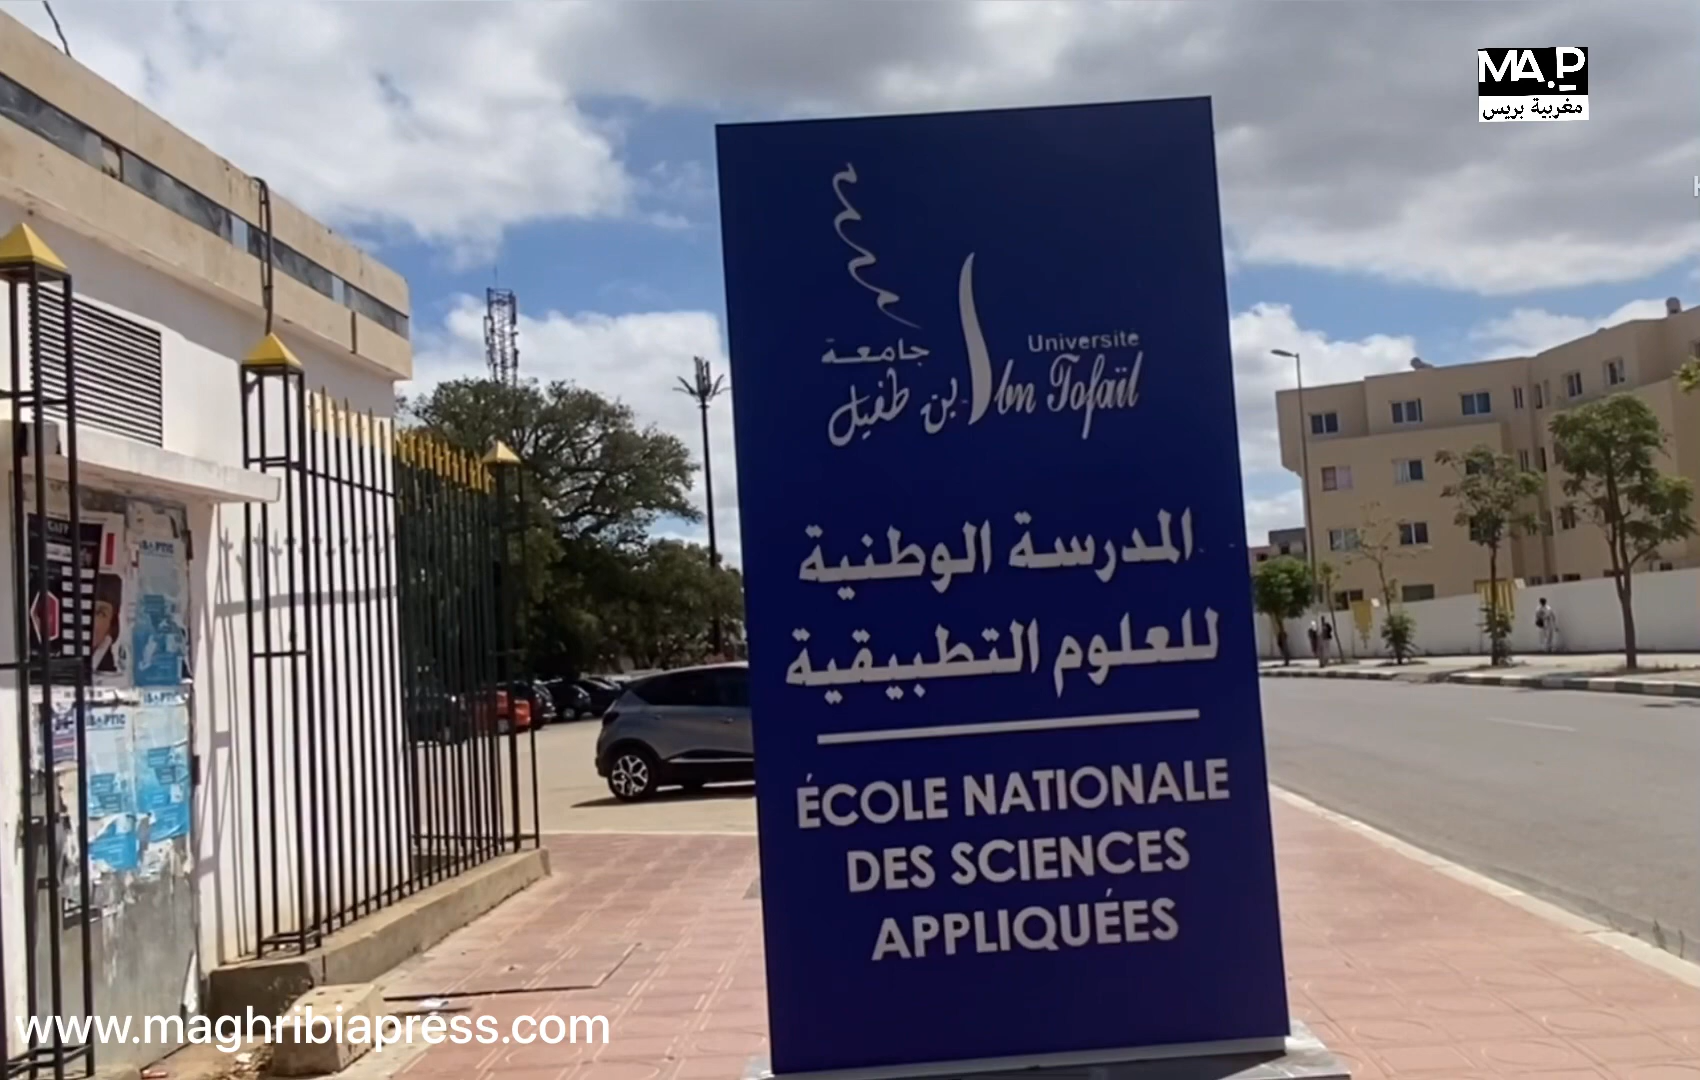 MA.P
مغربية بريس
جامعة
ابن طفيل
Université
Ibn Tofaïl
المدرسة الوطنية
للعلوم التطبيقية
ÉCOLE NATIONALE
DES SCIENCES
APPLIQUÉES
www.maghribiapress.com